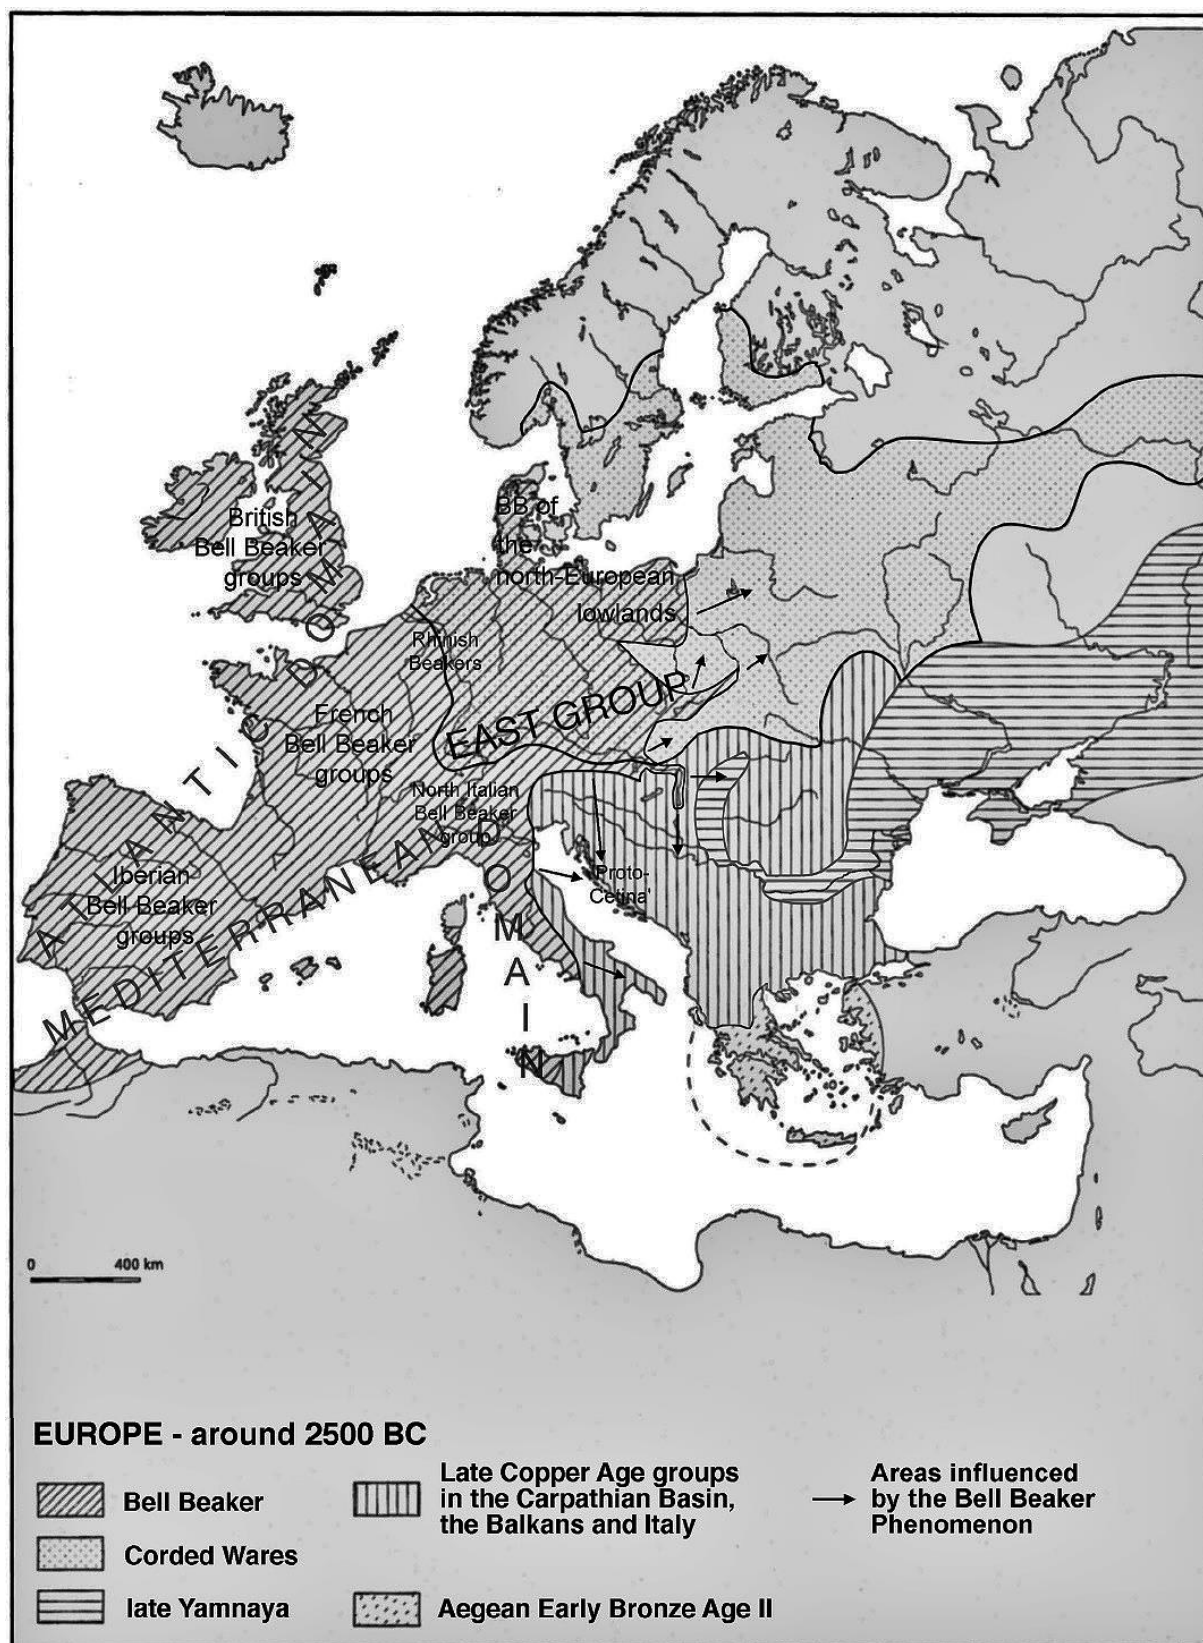 British
Bell Beaker
groups
BB of
the
north-European
lowlands
Rhinish
Beakers
EAST GROUP
French
Bell Beaker
groups
North Italian
Bell Beaker
group
ATLANTIC DOMAIN
Iberian
Bell Beaker
groups
'Proto-
Cetina'
MEDITERRANEAN DOMAIN
0 400 km
EUROPE - around 2500 BC
Bell Beaker
Corded Wares
late Yamnaya
Late Copper Age groups
in the Carpathian Basin,
the Balkans and Italy
Aegean Early Bronze Age II
Areas influenced
by the Bell Beaker
Phenomenon